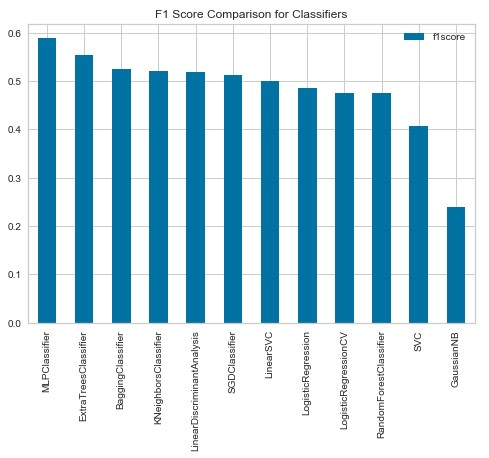 F1 Score Comparison for Classifiers
f1score
0.6
0.5
0.4
0.3
0.2
0.1
0.0
MLPClassifier
ExtraTreesClassifier
BaggingClassifier
KNeighborsClassifier
LinearDiscriminantAnalysis
SGDClassifier
LinearSVC
LogisticRegression
LogisticRegressionCV
RandomForestClassifier
SVC
GaussianNB